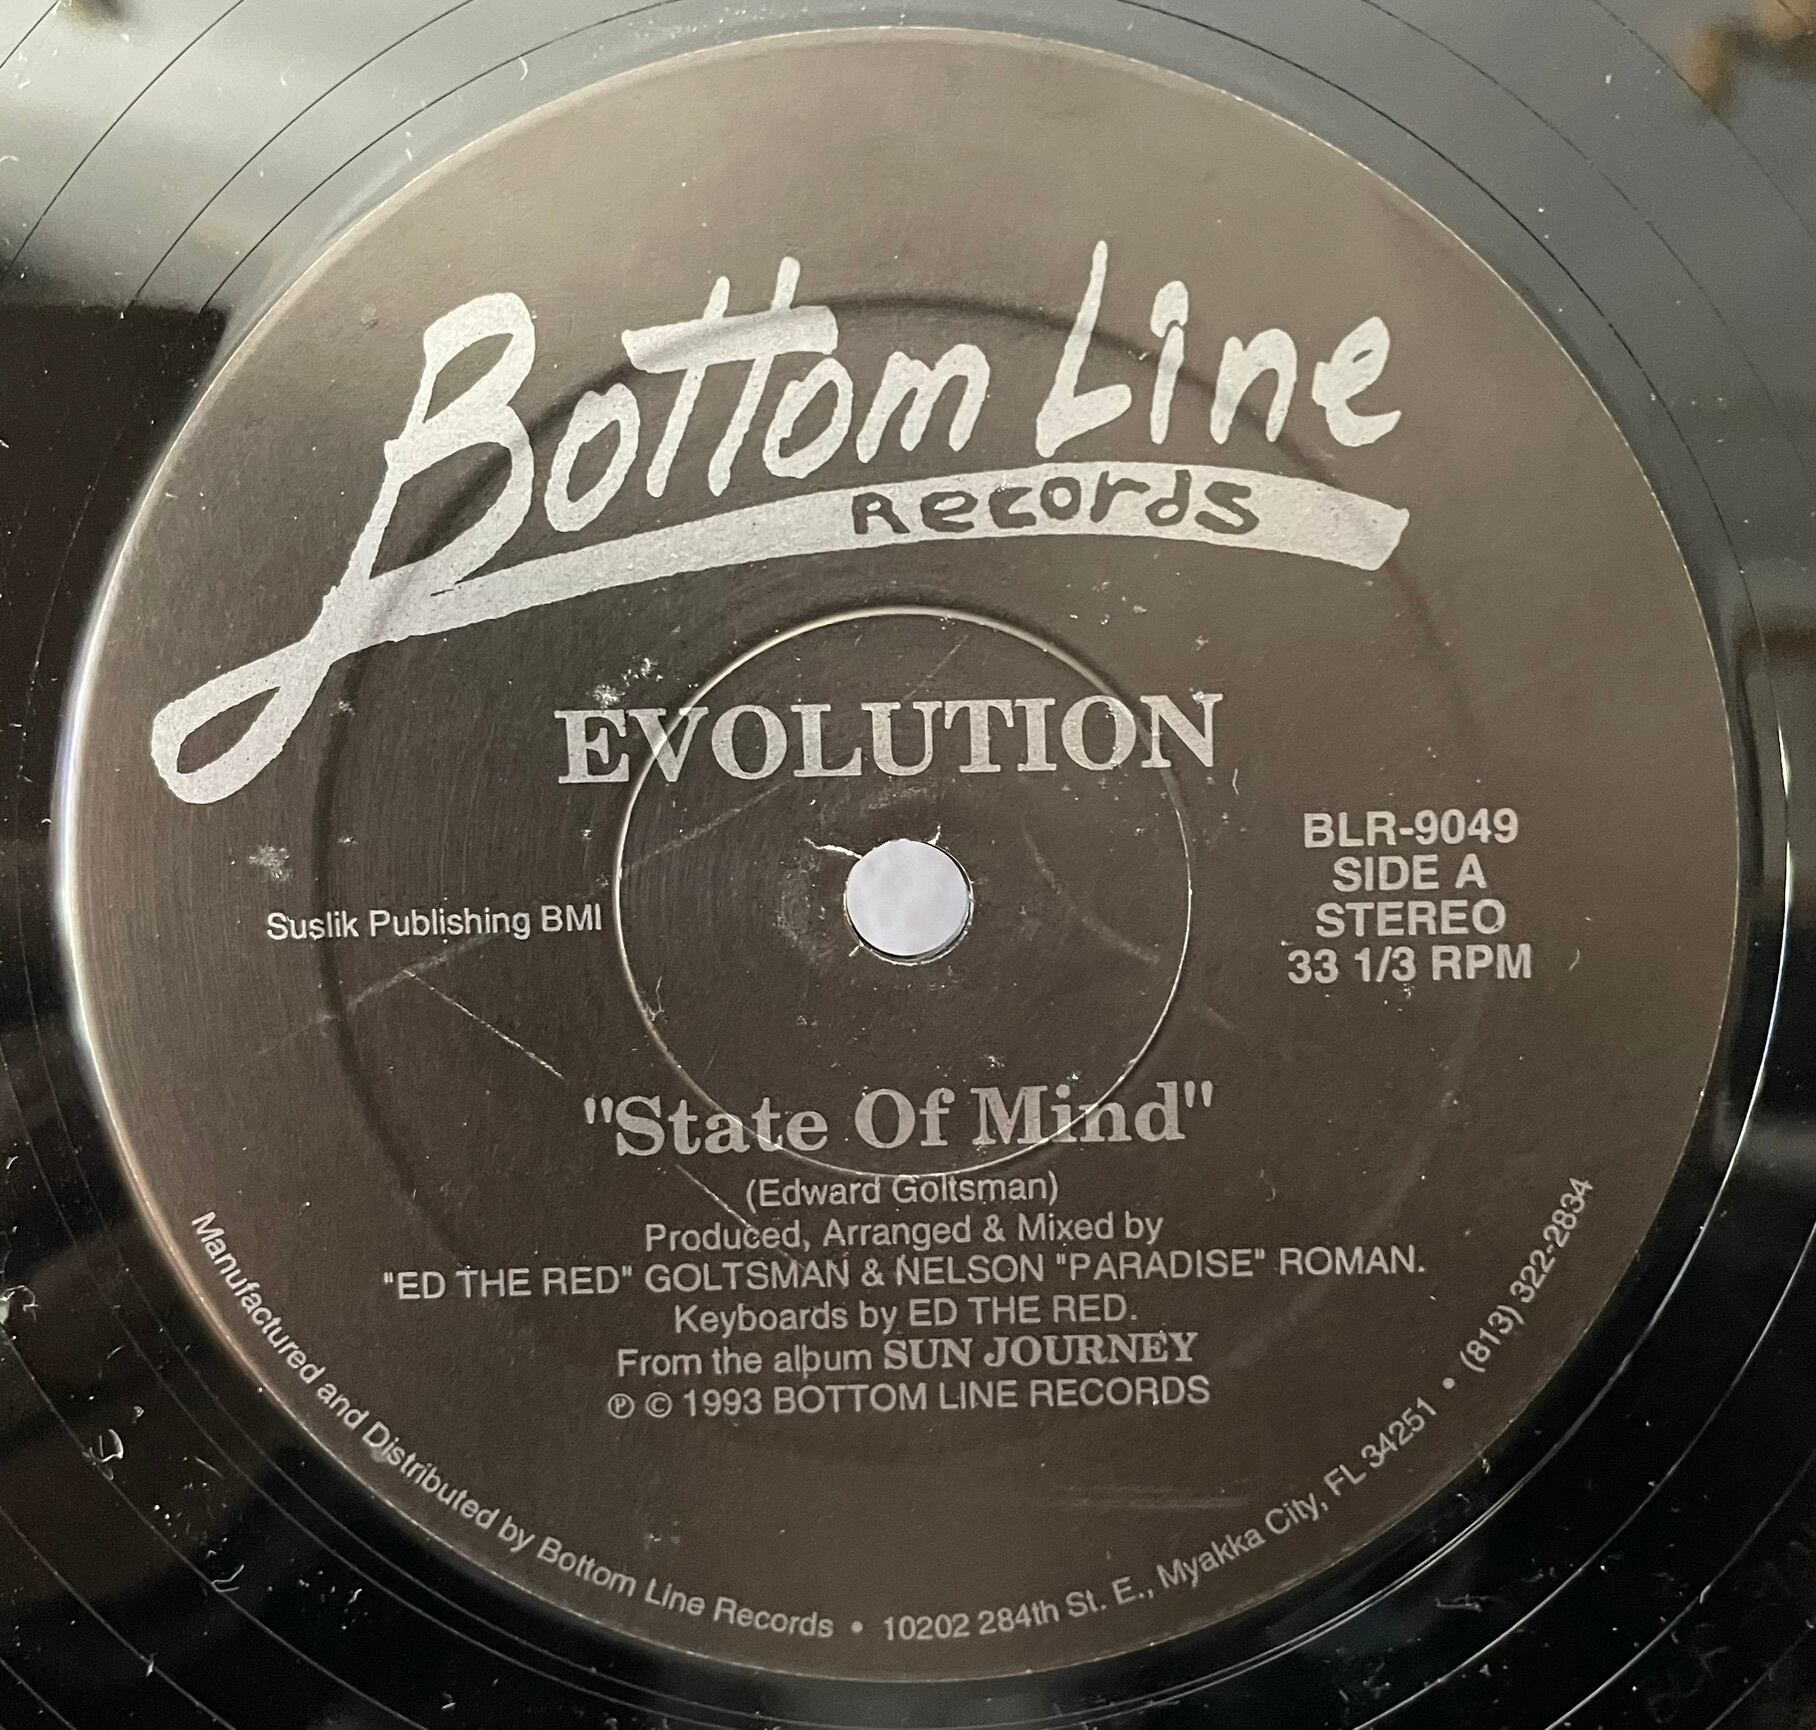 Bottom Line
Records
EVOLUTION
BLR-9049
SIDE A
STEREO
33 1/3 RPM
Suslik Publishing BMI
"State Of Mind"
(Edward Goltsman)
Produced, Arranged & Mixed by
"ED THE RED" GOLTSMAN & NELSON "PARADISE" ROMAN.
Keyboards by ED THE RED.
From the album SUN JOURNEY
℗ © 1993 BOTTOM LINE RECORDS
Manufactured and Distributed by Bottom Line Records • 10202 284th St. E., Myakka City, FL 34251 • (813) 322-2834